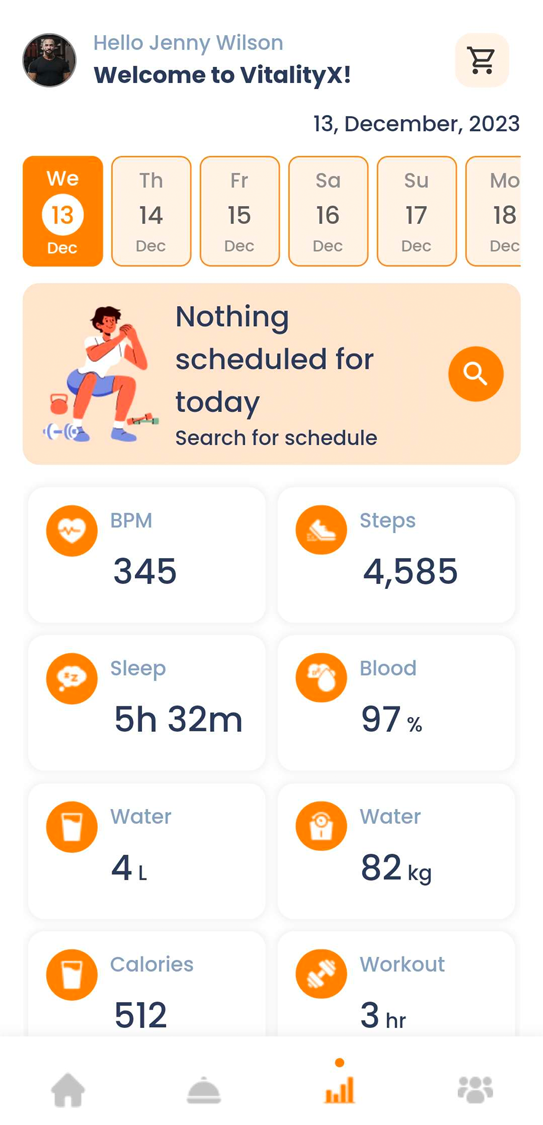 Hello Jenny Wilson
Welcome to VitalityX!
13, December, 2023
We Th Fr Sa Su Mo
13 14 15 16 17 18
Dec Dec Dec Dec Dec Dec
Nothing
scheduled for
today
Search for schedule
BPM Steps
345 4,585
Sleep Blood
5h 32m 97 %
Water Water
4 L 82 kg
Calories Workout
512 3 hr